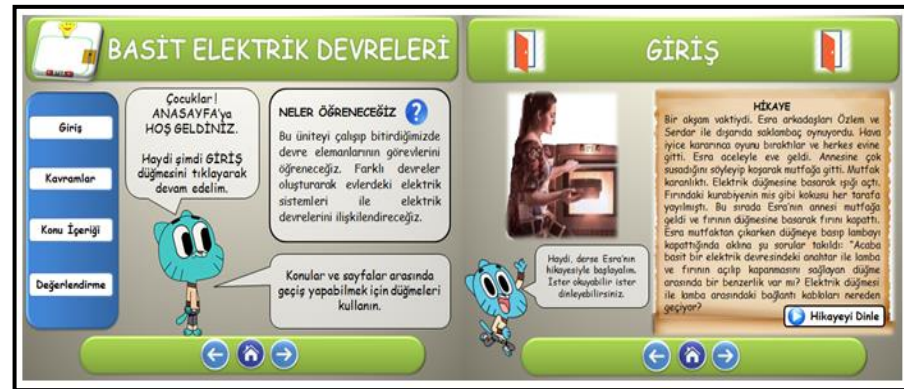 BASİT ELEKTRİK DEVRELERİ
Giriş
Kavramlar
Konu İçeriği
Değerlendirme
Çocuklar!
ANASAYFA'ya
HOŞ GELDİNİZ.
Haydi şimdi GİRİŞ
düğmesini tıklayarak
devam edelim.
NELER ÖĞRENECEĞİZ ?
Bu üniteyi çalışıp bitirdiğimizde
devre elemanlarının görevlerini
öğreneceğiz. Farklı devreler
oluşturarak evlerdeki elektrik
sistemleri ile elektrik
devrelerini ilişkilendireceğiz.
Konular ve sayfalar arasında
geçiş yapabilmek için düğmeleri
kullanın.
GİRİŞ
Haydi, derse Esra'nın
hikayesiyle başlayalım.
İster okuyabilir ister
dinleyebilirsiniz.
HİKAYE
Bir akşam vaktiydi. Esra arkadaşları Özlem ve
Serdar ile dışarıda saklambaç oynuyordu. Hava
iyice kararınca oyunu bıraktılar ve herkes evine
gitti. Esra aceleyle eve geldi. Annesine çok
susadığını söyleyip koşarak mutfağa gitti. Mutfak
karanlıktı. Elektrik düğmesine basarak ışığı açtı.
Fırındaki kurabiyenin mis gibi kokusu her tarafa
yayılmıştı. Bu sırada Esra'nın annesi mutfağa
geldi ve fırının düğmesine basarak fırını kapattı.
Esra mutfaktan çıkarken düğmeye basıp lambayı
kapattığında aklına şu sorular takıldı: "Acaba
basit bir elektrik devresindeki anahtar ile lamba
ve fırının açılıp kapanmasını sağlayan düğme
arasında bir benzerlik var mı? Elektrik düğmesi
ile lamba arasındaki bağlantı kabloları nereden
geçiyor?
Hikayeyi Dinle